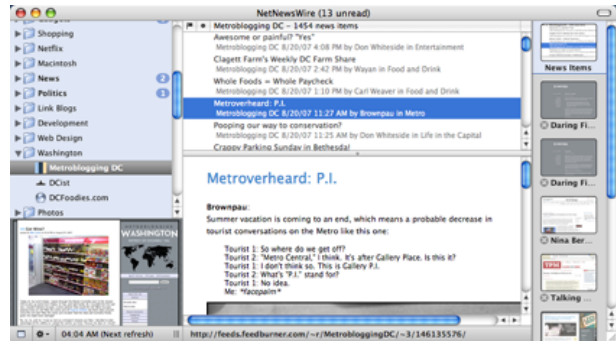 NetNewsWire (13 unread)
Shopping
Netflix
Macintosh
News 2
Politics 1
Link Blogs
Development
Web Design
Washington
Metroblogging DC
DCist
DCFoodies.com
Photos
WASHINGTON
04:04 AM (Next refresh)
Metroblogging DC - 1454 news items
Awesome or painful? "Yes"
Metroblogging DC 8/20/07 4:08 PM by Don Whiteside in Entertainment
Clagett Farm's Weekly DC Farm Share
Metroblogging DC 8/20/07 2:42 PM by Wayan in Food and Drink
Whole Foods = Whole Paycheck
Metroblogging DC 8/20/07 1:10 PM by Carl Weaver in Food and Drink
Metroverheard: P.I.
Metroblogging DC 8/20/07 11:27 AM by Brownpau in Metro
Pooping our way to conservation?
Metroblogging DC 8/20/07 11:25 AM by Don Whiteside in Life in the Capital
Crappy Parking Sunday in Bethesda!
Metroverheard: P.I.
Brownpau:
Summer vacation is coming to an end, which means a probable decrease in
tourist conversations on the Metro like this one:
Tourist 1: So where do we get off?
Tourist 2: "Metro Central," I think. It's after Gallery Place. Is this it?
Tourist 1: I don't think so. This is Gallery P.I.
Tourist 2: What's "P.I." stand for?
Tourist 1: No idea.
Me: *facepalm*
http://feeds.feedburner.com/~r/MetrobloggingDC/~3/146135576/
News Items
Daring Fi...
Daring Fi...
Nina Ber...
Talking ...